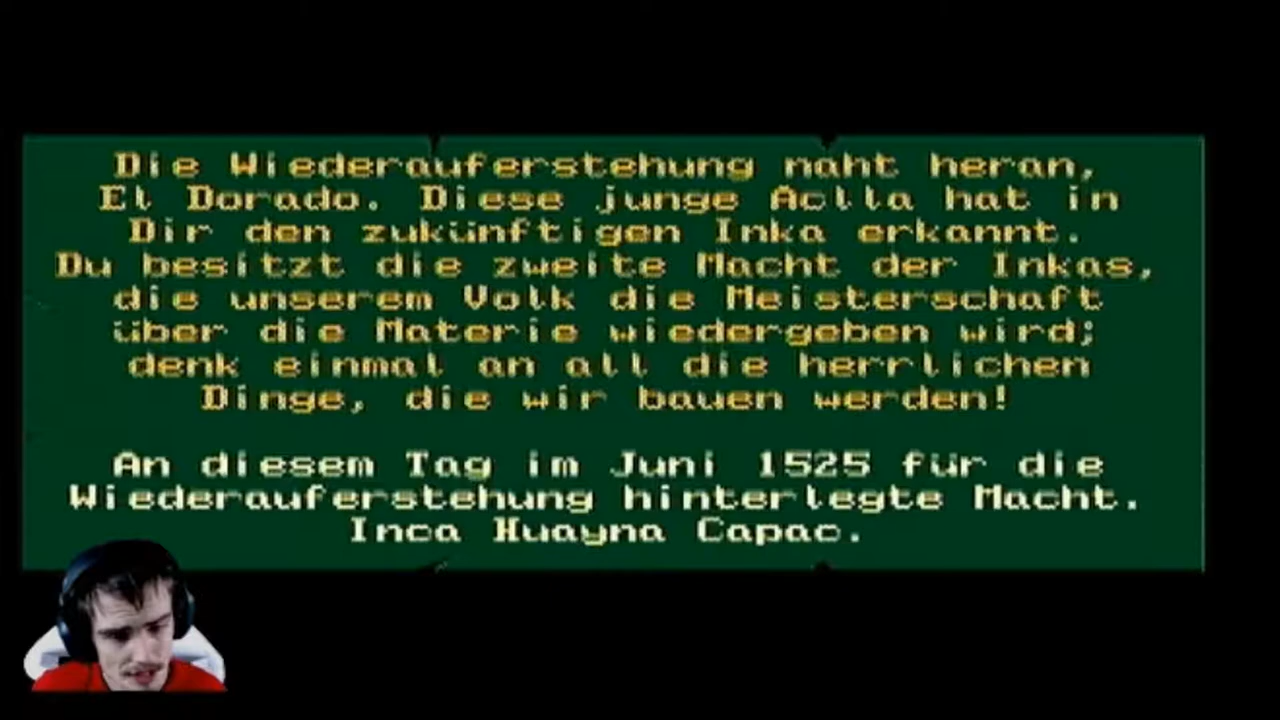 Die Wiederauferstehung naht heran,
El Dorado. Diese junge Aclla hat in
Dir den zukünftigen Inka erkannt.
Du besitzt die zweite Macht der Inkas,
die unserem Volk die Meisterschaft
über die Materie wiedergeben wird;
denk einmal an all die herrlichen
Dinge, die wir bauen werden!
An diesem Tag im Juni 1525 für die
Wiederauferstehung hinterlegte Macht.
Inca Huayna Capac.